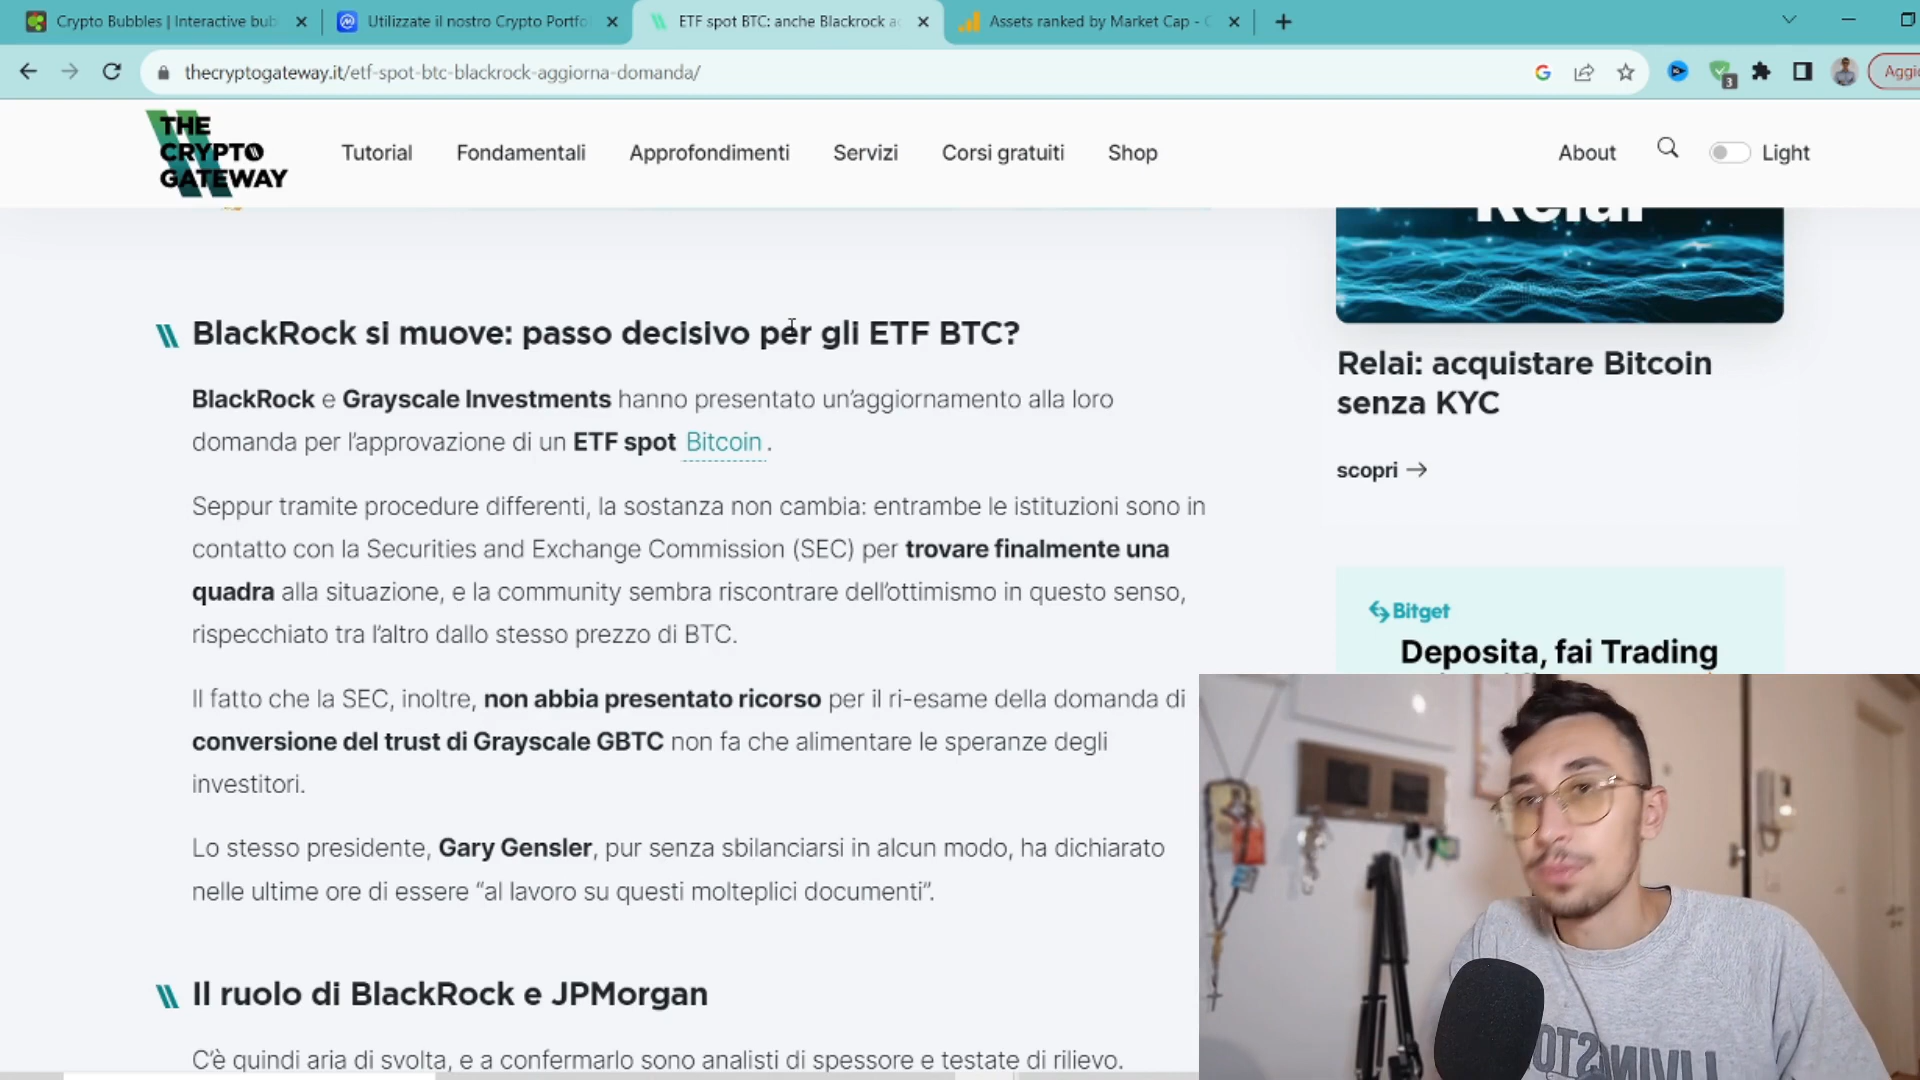 Crypto Bubbles | Interactive bub
Utilizzate il nostro Crypto Portfo
ETF spot BTC: anche Blackrock a
Assets ranked by Market Cap -
thecryptogateway.it/etf-spot-btc-blackrock-aggiorna-domanda/
3
THE
CRYPTO
GATEWAY
Tutorial
Fondamentali
Approfondimenti
Servizi
Corsi gratuiti
Shop
About
Light
Relai
BlackRock si muove: passo decisivo per gli ETF BTC?
BlackRock e Grayscale Investments hanno presentato un'aggiornamento alla loro
domanda per l'approvazione di un ETF spot Bitcoin .
Seppur tramite procedure differenti, la sostanza non cambia: entrambe le istituzioni sono in
contatto con la Securities and Exchange Commission (SEC) per trovare finalmente una
quadra alla situazione, e la community sembra riscontrare dell'ottimismo in questo senso,
rispecchiato tra l'altro dallo stesso prezzo di BTC.
Il fatto che la SEC, inoltre, non abbia presentato ricorso per il ri-esame della domanda di
conversione del trust di Grayscale GBTC non fa che alimentare le speranze degli
investitori.
Lo stesso presidente, Gary Gensler, pur senza sbilanciarsi in alcun modo, ha dichiarato
nelle ultime ore di essere “al lavoro su questi molteplici documenti”.
Il ruolo di BlackRock e JPMorgan
C'è quindi aria di svolta, e a confermarlo sono analisti di spessore e testate di rilievo.
Relai: acquistare Bitcoin
senza KYC
scopri
Bitget
Deposita, fai Trading
LIVINGSTO